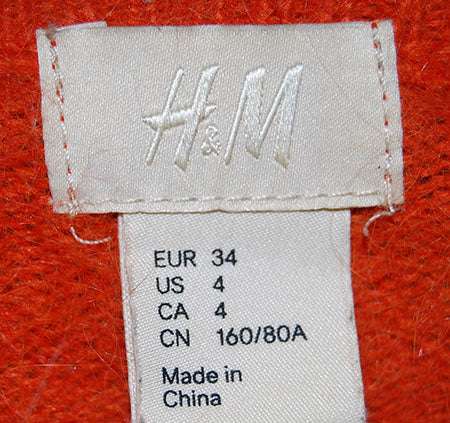 H&M
EUR 34
US 4
CA 4
CN 160/80A
Made in
China